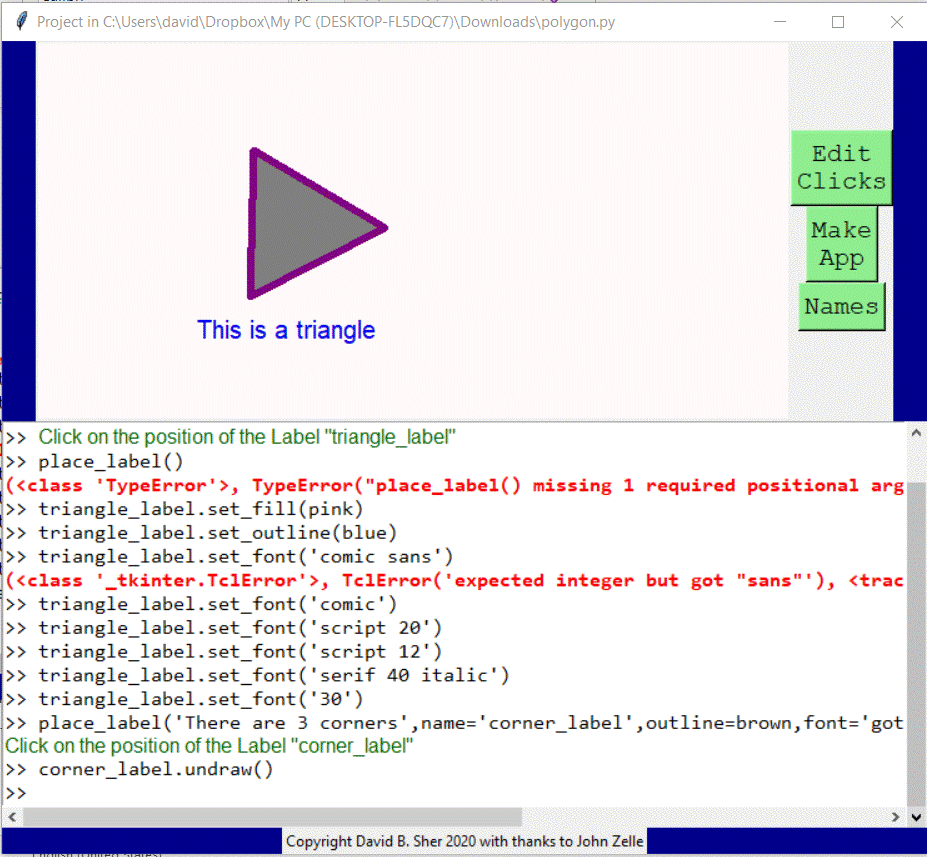 Project in C:\Users\david\Dropbox\My PC (DESKTOP-FL5DQC7)\Downloads\polygon.py
Edit
Clicks
Make
App
Names
This is a triangle
>> Click on the position of the Label "triangle_label"
>> place_label()
(<class 'TypeError'>, TypeError("place_label() missing 1 required positional arg
>> triangle_label.set_fill(pink)
>> triangle_label.set_outline(blue)
>> triangle_label.set_font('comic sans')
(<class '_tkinter.TclError'>, TclError('expected integer but got "sans"'), <trac
>> triangle_label.set_font('comic')
>> triangle_label.set_font('script 20')
>> triangle_label.set_font('script 12')
>> triangle_label.set_font('serif 40 italic')
>> triangle_label.set_font('30')
>> place_label('There are 3 corners',name='corner_label',outline=brown,font='got
Click on the position of the Label "corner_label"
>> corner_label.undraw()
>>
Copyright David B. Sher 2020 with thanks to John Zelle